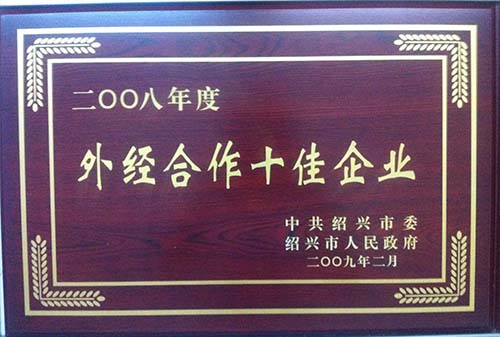 二〇〇八年度
外经合作十佳企业
中共绍兴市委
绍兴市人民政府
二〇〇九年二月